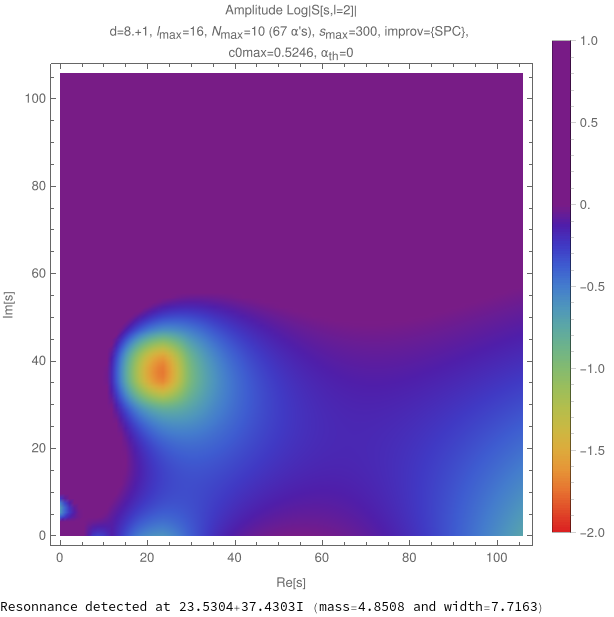 Amplitude Log|S[s,l=2]|
d=8.+1, lmax=16, Nmax=10 (67 α's), smax=300, improv={SPC},
c0max=0.5246, αth=0
1.0
0.5
0.
-0.5
-1.0
-1.5
-2.0
Im[s]
100
80
60
40
20
0
0 20 40 60 80 100
Re[s]
Resonnance detected at 23.5304+37.4303I (mass=4.8508 and width=7.7163)